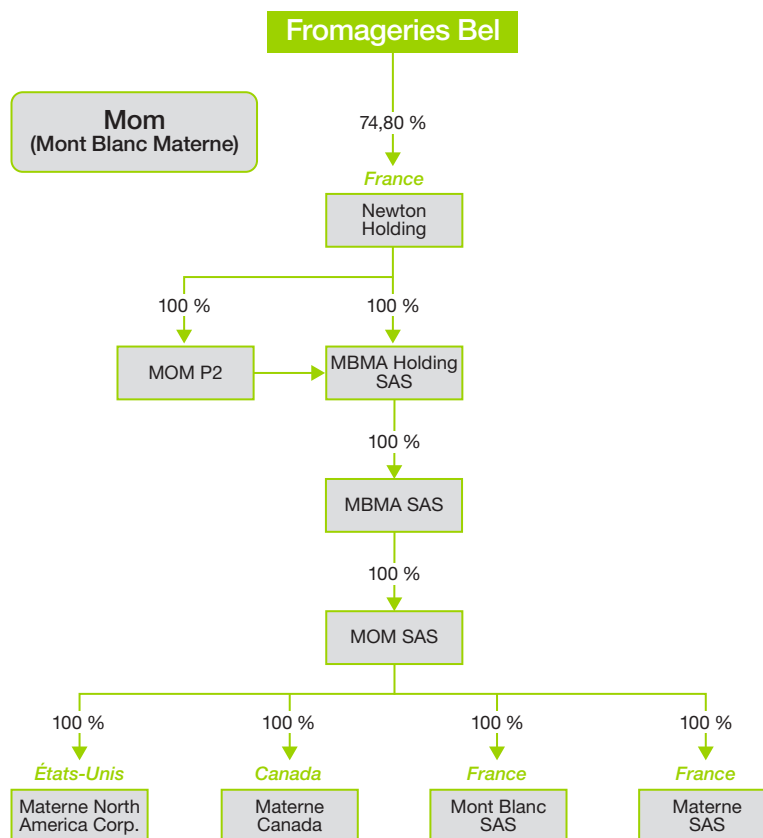 Fromageries Bel
Mom
(Mont Blanc Materne)
74,80 %
France
Newton
Holding
100 %
100 %
MOM P2
MBMA Holding
SAS
100 %
MBMA SAS
100 %
MOM SAS
100 %
100 %
100 %
100 %
États-Unis
Canada
France
France
Materne North
America Corp.
Materne
Canada
Mont Blanc
SAS
Materne
SAS